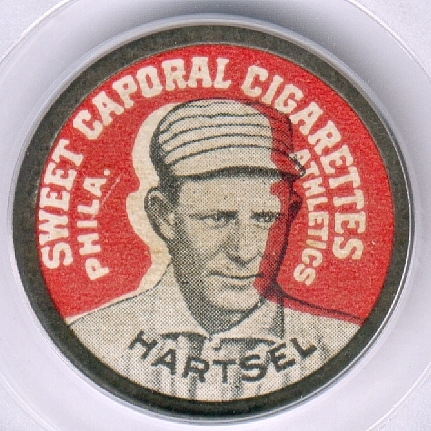 SWEET CAPORAL CIGARETTES
PHILA.
ATHLETICS
HARTSEL